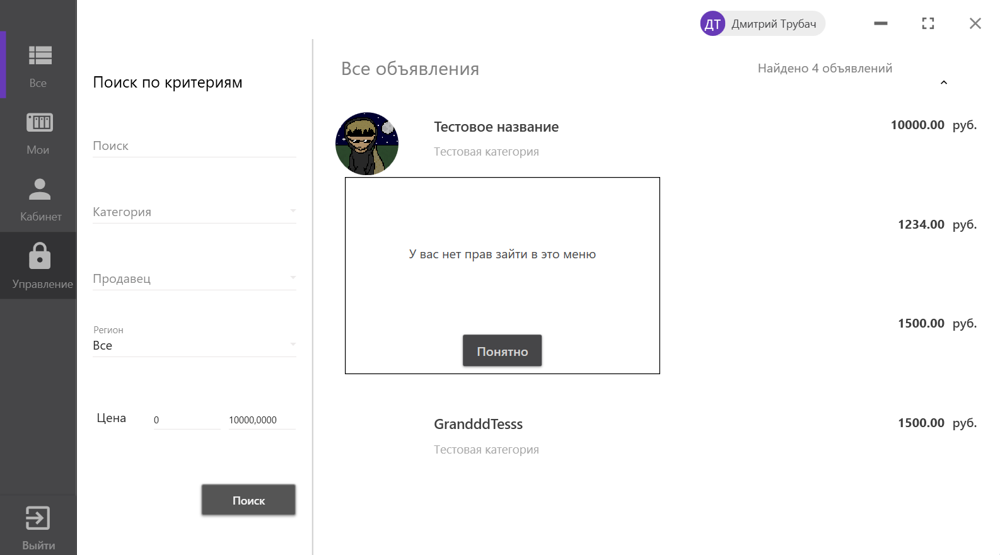 ДТ Дмитрий Трубач
Все
Мои
Кабинет
Управление
Выйти
Поиск по критериям
Поиск
Категория
Продавец
Регион
Все
Цена 0 10000,0000
Поиск
Все объявления
Найдено 4 объявлений
Тестовое название
10000.00 руб.
Тестовая категория
1234.00 руб.
У вас нет прав зайти в это меню
1500.00 руб.
Понятно
GrandddTesss
1500.00 руб.
Тестовая категория